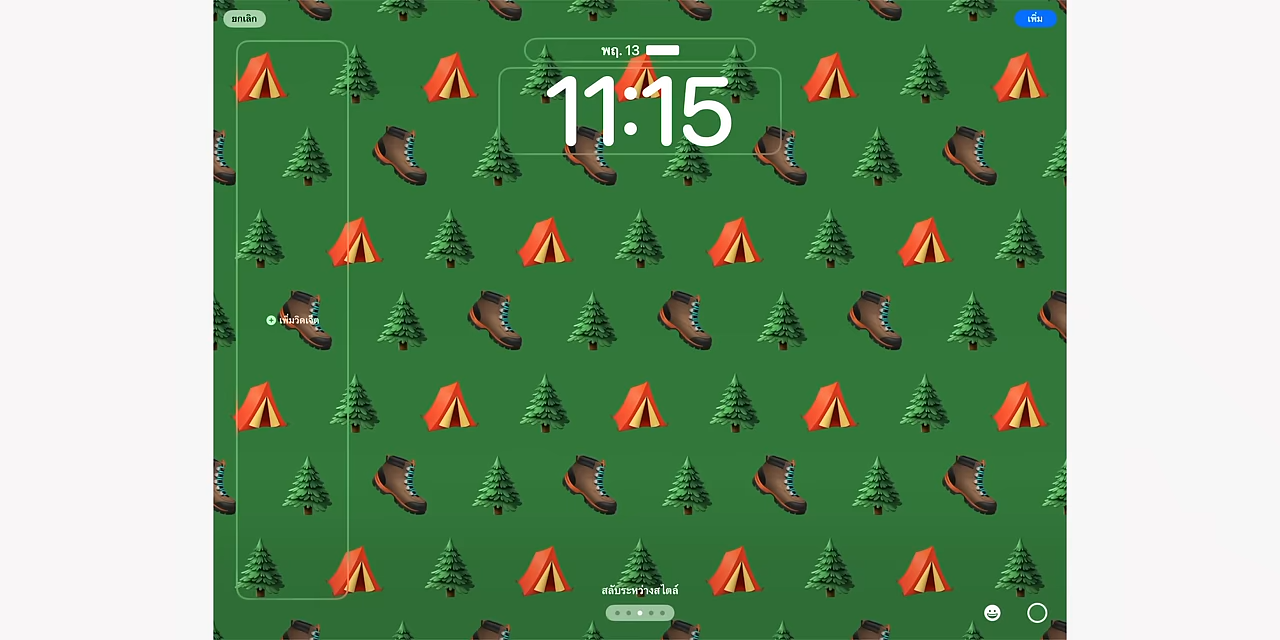 ยกเลิก
เพิ่ม
พฤ. 13
11:15
เพิ่มวิดเจ็ต
สลับระหว่างสไตล์